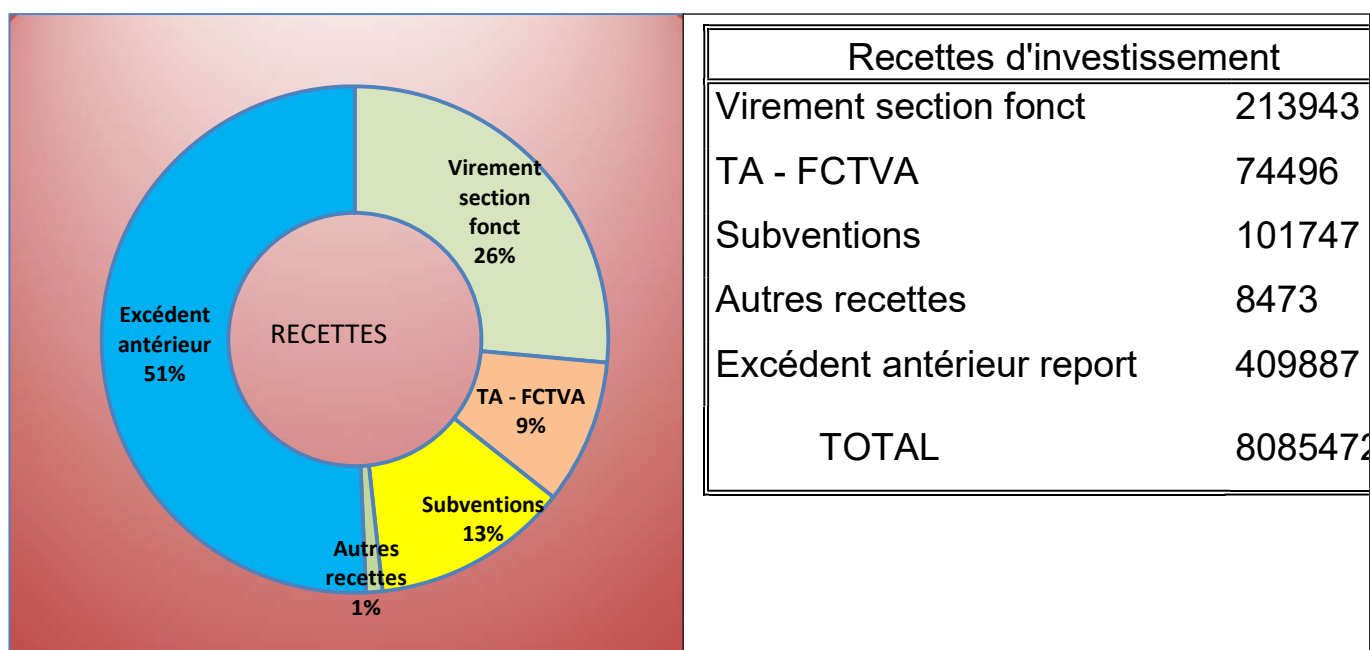 Virement
section
fonct
26%
TA - FCTVA
9%
Subventions
13%
Autres
recettes
1%
Excédent
antérieur
51%
RECETTES
Recettes d'investissement
Virement section fonct 213943
TA - FCTVA 74496
Subventions 101747
Autres recettes 8473
Excédent antérieur report 409887
TOTAL 8085472